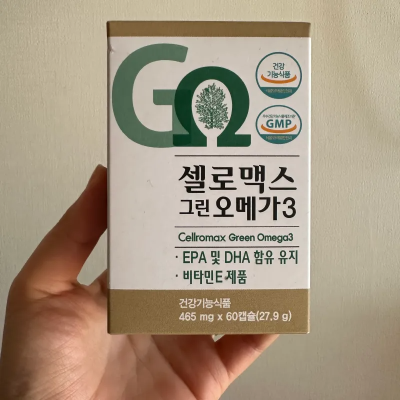 GΩ
건강
기능식품
GMP
셀로맥스
그린 오메가3
Cellromax Green Omega3
· EPA 및 DHA 함유 유지
· 비타민E 제품
건강기능식품
465 mg x 60캡슐(27.9 g)